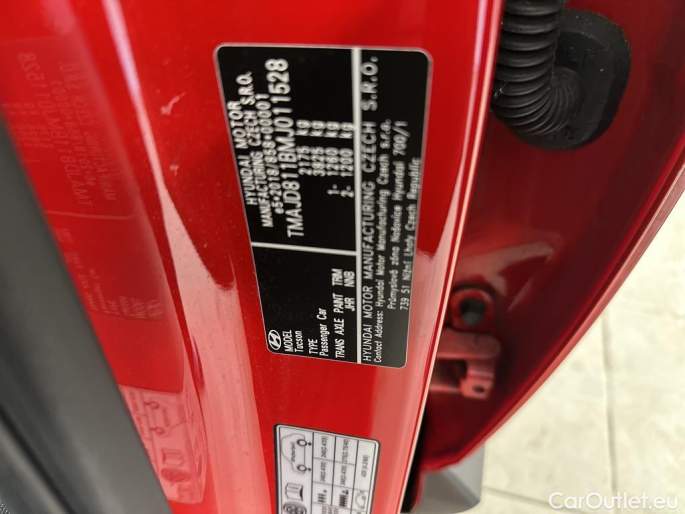 HYUNDAI MOTOR
MANUFACTURING CZECH S.R.O.
e5*2018/858*00001
TMAJD811BMJ011528
2175 kg
3825 kg
1- 1260 kg
2- 1200 kg
MODEL
Tucson
TYPE
Passenger Car
TRANS AXLE PAINT TRIM
JHR NNB
HYUNDAI MOTOR MANUFACTURING CZECH S.R.O.
Contact Address: Hyundai Motor Manufacturing Czech s.r.o.
Průmyslová zóna Nošovice Hyundai 700/1
739 51 Nižní Lhoty Czech Republic
CarOutlet.eu